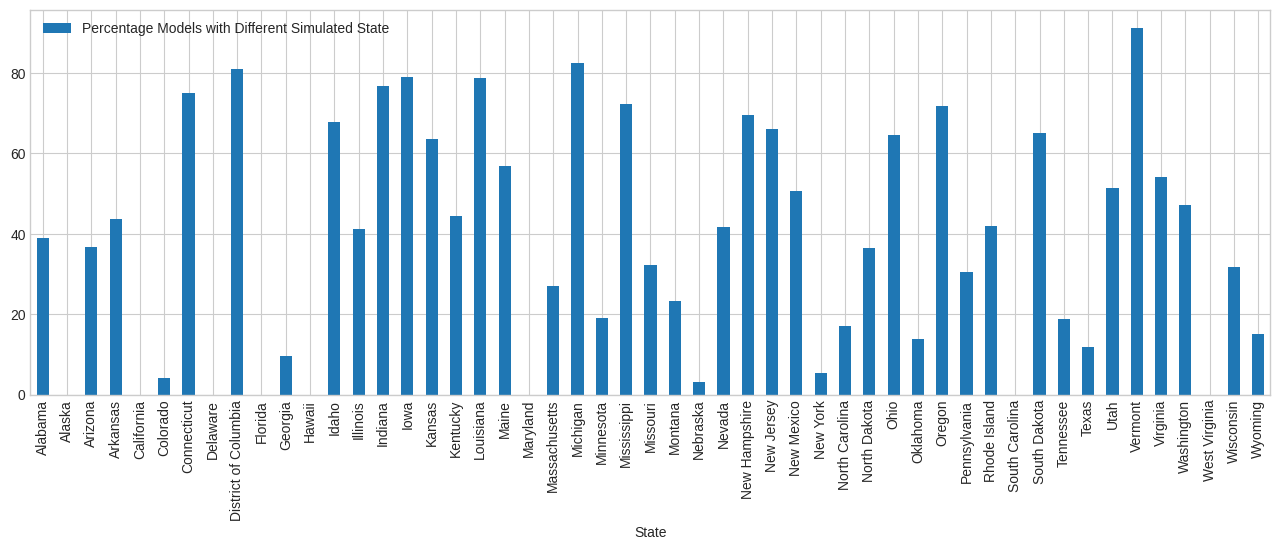 Percentage Models with Different Simulated State
80
60
40
20
0
Alabama
Alaska
Arizona
Arkansas
California
Colorado
Connecticut
Delaware
District of Columbia
Florida
Georgia
Hawaii
Idaho
Illinois
Indiana
Iowa
Kansas
Kentucky
Louisiana
Maine
Maryland
Massachusetts
Michigan
Minnesota
Mississippi
Missouri
Montana
Nebraska
Nevada
New Hampshire
New Jersey
New Mexico
New York
North Carolina
North Dakota
Ohio
Oklahoma
Oregon
Pennsylvania
Rhode Island
South Carolina
South Dakota
Tennessee
Texas
Utah
Vermont
Virginia
Washington
West Virginia
Wisconsin
Wyoming
State